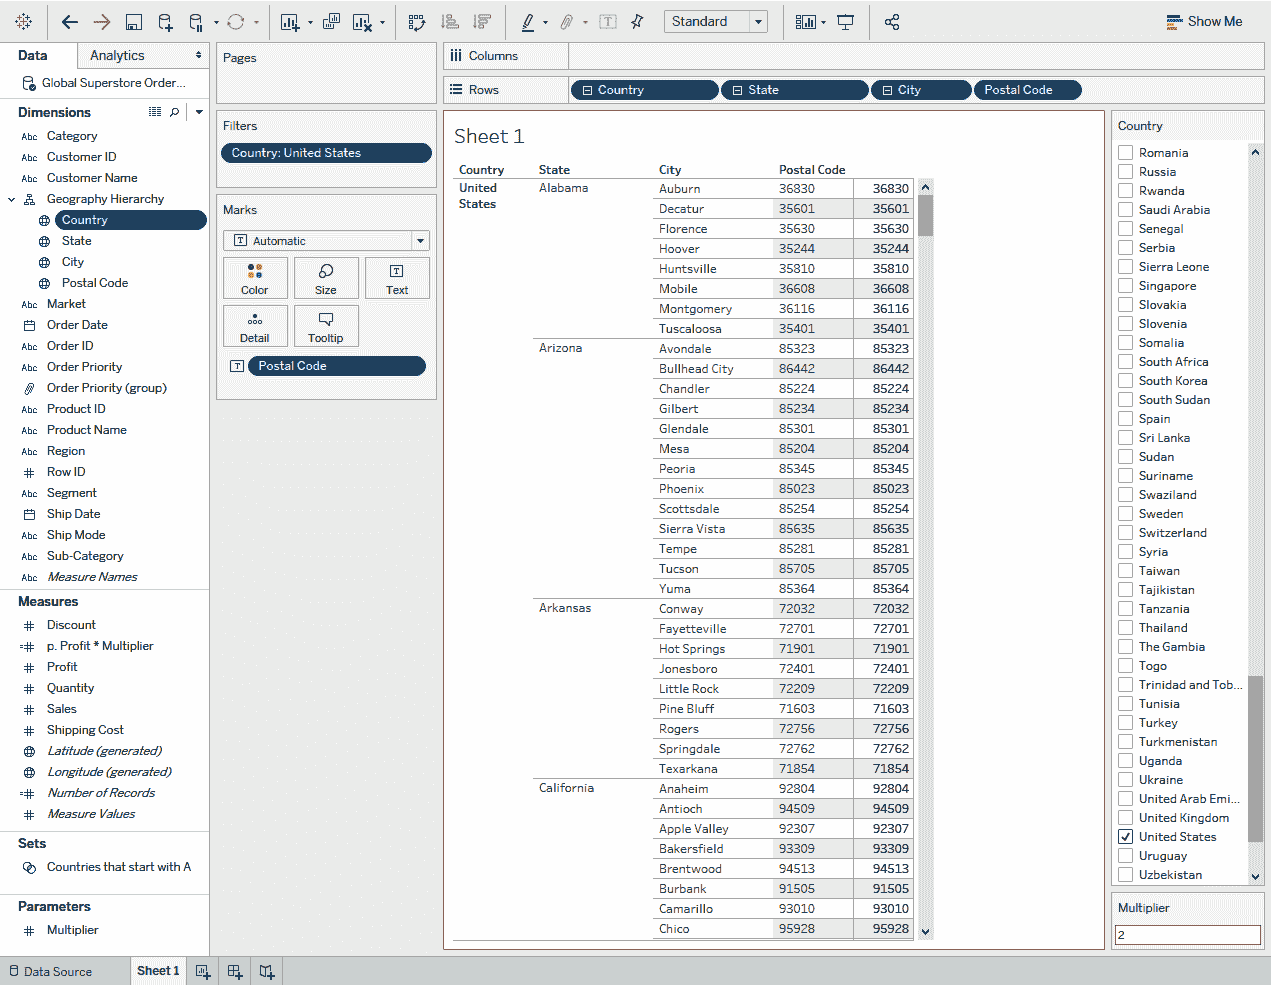 Standard
Show Me
Data
Analytics
Global Superstore Order...
Dimensions
Abc Category
Abc Customer ID
Abc Customer Name
Geography Hierarchy
Country
State
City
Postal Code
Abc Market
Order Date
Abc Order ID
Abc Order Priority
Order Priority (group)
Abc Product ID
Abc Product Name
Abc Region
# Row ID
Abc Segment
Ship Date
Abc Ship Mode
Abc Sub-Category
Abc Measure Names
Measures
# Discount
=# p. Profit * Multiplier
# Profit
# Quantity
# Sales
# Shipping Cost
Latitude (generated)
Longitude (generated)
=# Number of Records
# Measure Values
Sets
Countries that start with A
Parameters
# Multiplier
Pages
Filters
Country: United States
Marks
T Automatic
Color
Size
T Text
Detail
Tooltip
T Postal Code
Columns
Rows
Country
State
City
Postal Code
Sheet 1
Country State City Postal Code
United States Alabama Auburn 36830 36830
Decatur 35601 35601
Florence 35630 35630
Hoover 35244 35244
Huntsville 35810 35810
Mobile 36608 36608
Montgomery 36116 36116
Tuscaloosa 35401 35401
Arizona Avondale 85323 85323
Bullhead City 86442 86442
Chandler 85224 85224
Gilbert 85234 85234
Glendale 85301 85301
Mesa 85204 85204
Peoria 85345 85345
Phoenix 85023 85023
Scottsdale 85254 85254
Sierra Vista 85635 85635
Tempe 85281 85281
Tucson 85705 85705
Yuma 85364 85364
Arkansas Conway 72032 72032
Fayetteville 72701 72701
Hot Springs 71901 71901
Jonesboro 72401 72401
Little Rock 72209 72209
Pine Bluff 71603 71603
Rogers 72756 72756
Springdale 72762 72762
Texarkana 71854 71854
California Anaheim 92804 92804
Antioch 94509 94509
Apple Valley 92307 92307
Bakersfield 93309 93309
Brentwood 94513 94513
Burbank 91505 91505
Camarillo 93010 93010
Chico 95928 95928
Country
Romania
Russia
Rwanda
Saudi Arabia
Senegal
Serbia
Sierra Leone
Singapore
Slovakia
Slovenia
Somalia
South Africa
South Korea
South Sudan
Spain
Sri Lanka
Sudan
Suriname
Swaziland
Sweden
Switzerland
Syria
Taiwan
Tajikistan
Tanzania
Thailand
The Gambia
Togo
Trinidad and Tob...
Tunisia
Turkey
Turkmenistan
Uganda
Ukraine
United Arab Emi...
United Kingdom
United States
Uruguay
Uzbekistan
Multiplier
2
Data Source
Sheet 1